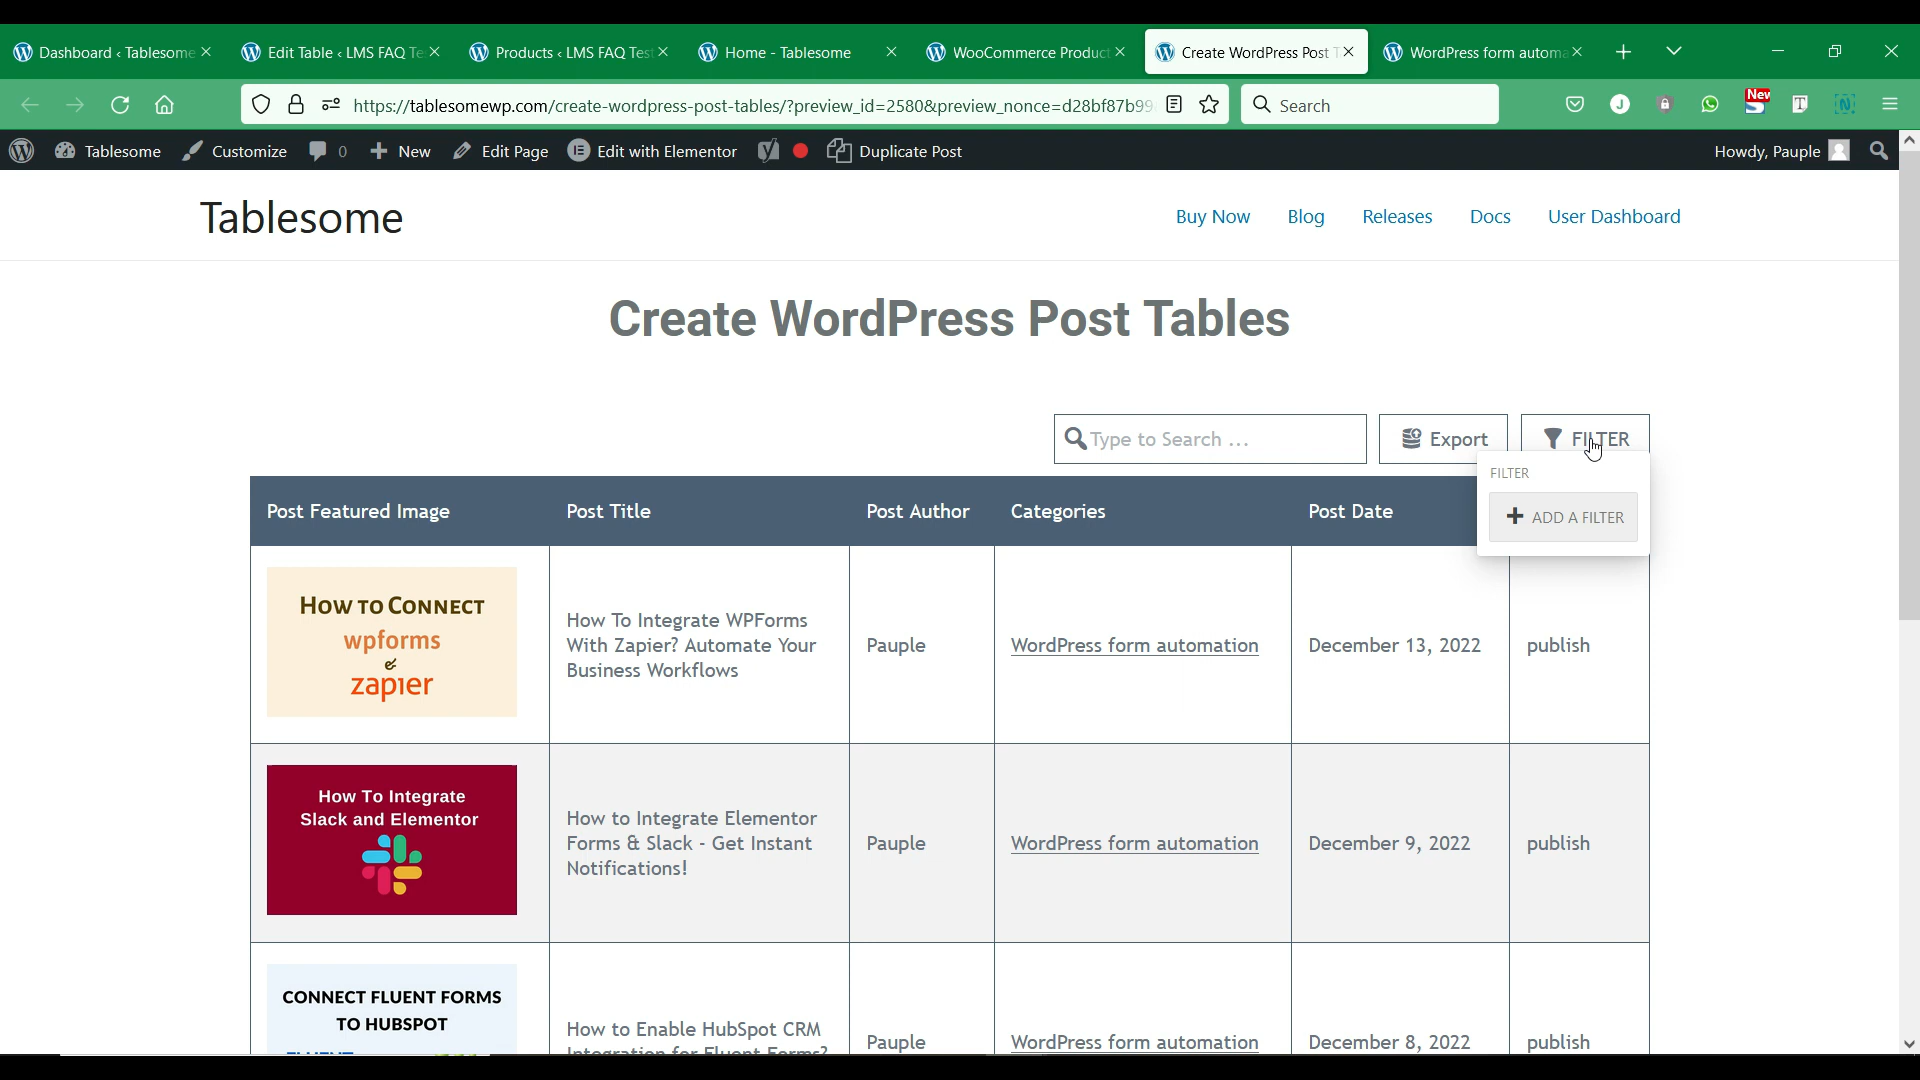 Dashboard ‹ Tablesome
Edit Table ‹ LMS FAQ Te
Products ‹ LMS FAQ Test
Home - Tablesome
WooCommerce Product
Create WordPress Post T
WordPress form automa
https://tablesomewp.com/create-wordpress-post-tables/?preview_id=2580&preview_nonce=d28bf87b99
Search
J
New
S
T
N
Tablesome
Customize
0
New
Edit Page
Edit with Elementor
Duplicate Post
Howdy, Pauple
Tablesome
Buy Now
Blog
Releases
Docs
User Dashboard
Create WordPress Post Tables
Type to Search ...
Export
FILTER
FILTER
ADD A FILTER
Post Featured Image
Post Title
Post Author
Categories
Post Date
HOW TO CONNECT
wpforms
&
zapier
How To Integrate WPForms
With Zapier? Automate Your
Business Workflows
Pauple
WordPress form automation
December 13, 2022
publish
How To Integrate
Slack and Elementor
How to Integrate Elementor
Forms & Slack - Get Instant
Notifications!
Pauple
WordPress form automation
December 9, 2022
publish
CONNECT FLUENT FORMS
TO HUBSPOT
How to Enable HubSpot CRM
Integration for Fluent Forms?
Pauple
WordPress form automation
December 8, 2022
publish